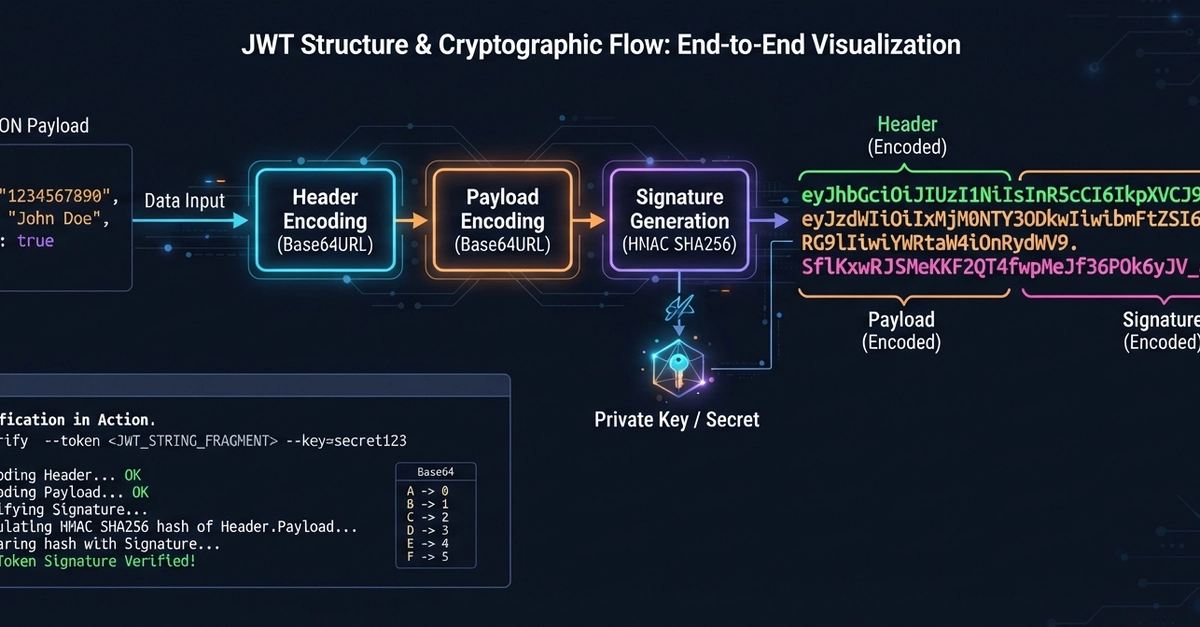 JWT Structure & Cryptographic Flow: End-to-End Visualization
ON Payload
"1234567890",
"John Doe",
: true
Data Input
Header
Encoding
(Base64URL)
Payload
Encoding
(Base64URL)
Signature
Generation
(HNAC SHA256)
Private Key / Secret
Header
(Encoded)
eyJhbGciOiJIUzI1NiIsInR5cCI6IkpXVCJ9
eyJzdWIiOiIxMjM0NTY3ODkwIiwibmFtZSI6
RG9lIiwiYWRtaW4iOnRydWV9.
SflKxwRJSMeKKF2QT4fwpMeJf36POk6yJV_
Payload
(Encoded)
Signature
(Encoded)
fication in Action.
rify --token <JWT_STRING_FRAGMENT> --key=secret123
oding Header... OK
oding Payload... OK
ifying Signature...
ulating HMAC SHA256 hash of Header.Payload...
aring hash with Signature...
Token Signature Verified!
Base64
A -> 0
B -> 1
C -> 2
D -> 3
E -> 4
F -> 5